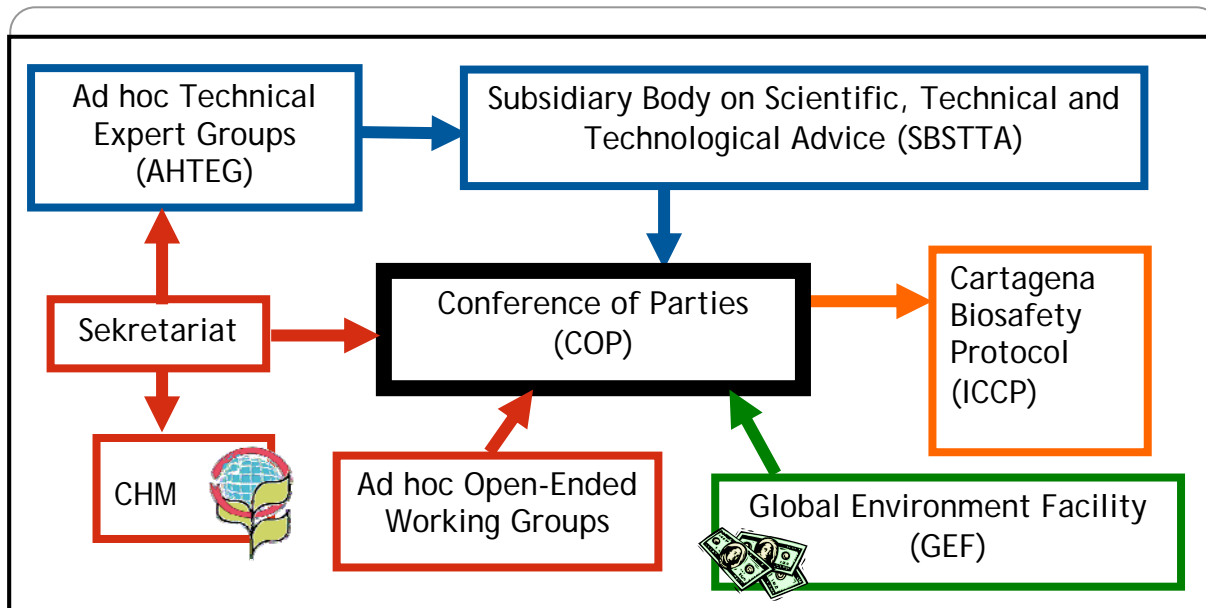 Ad hoc Technical
Expert Groups
(AHTEG)
Subsidiary Body on Scientific, Technical and
Technological Advice (SBSTTA)
Sekretariat
Conference of Parties
(COP)
Cartagena
Biosafety
Protocol
(ICCP)
CHM
Ad hoc Open-Ended
Working Groups
Global Environment Facility
(GEF)